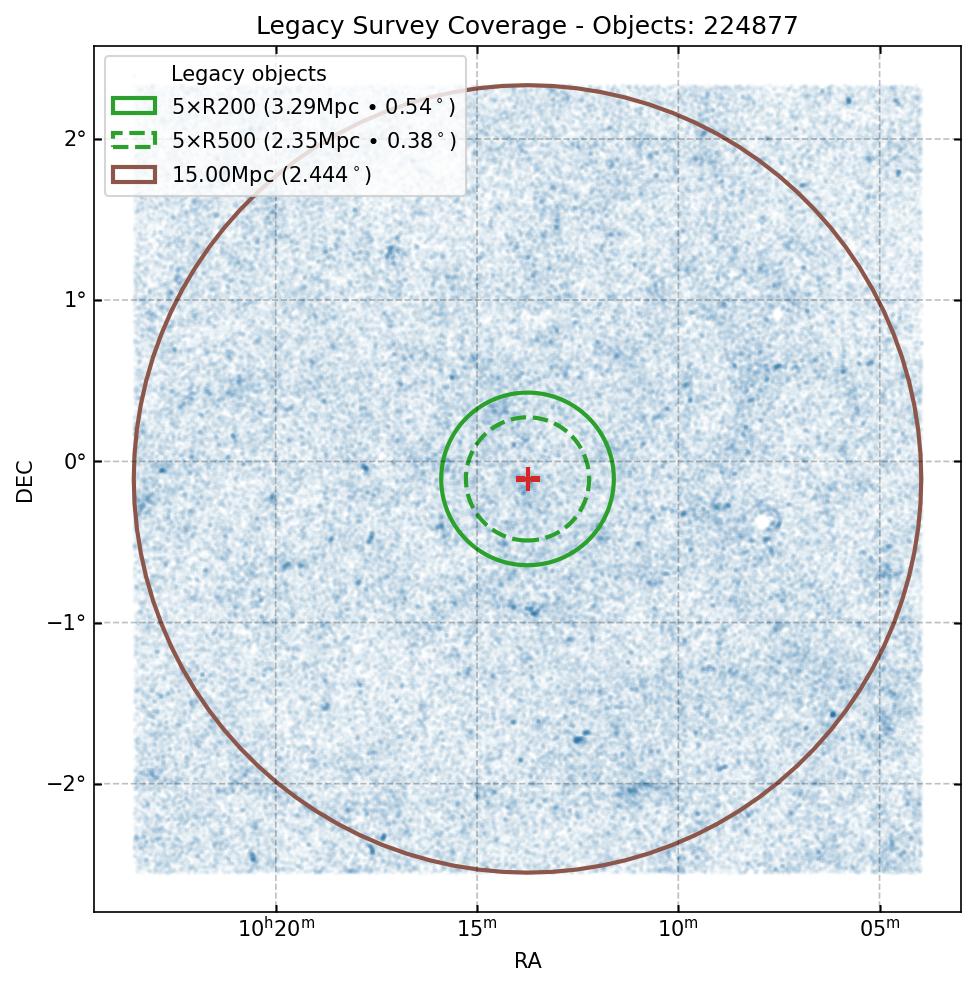 Legacy Survey Coverage - Objects: 224877
Legacy objects
5×R200 (3.29Mpc • 0.54°)
5×R500 (2.35Mpc • 0.38°)
15.00Mpc (2.444°)
2°
1°
0°
−1°
−2°
DEC
10ʰ20ᵐ 15ᵐ 10ᵐ 05ᵐ
RA